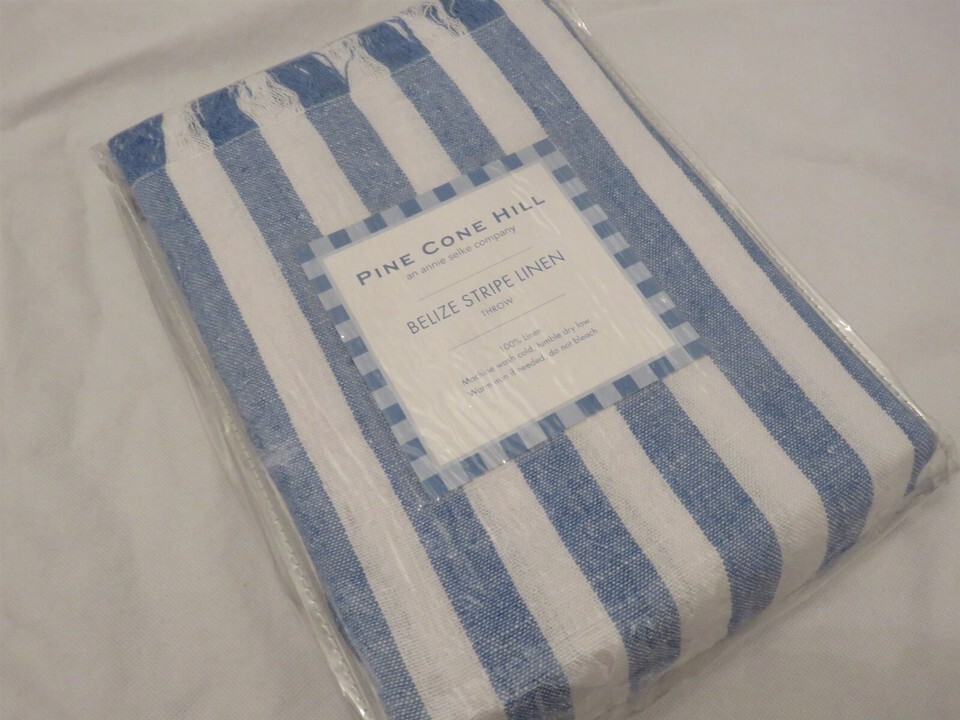 PINE CONE HILL
an annie selke company
BELIZE STRIPE LINEN
THROW
100% Linen
Machine wash cold, tumble dry low.
Warm iron if needed, do not bleach